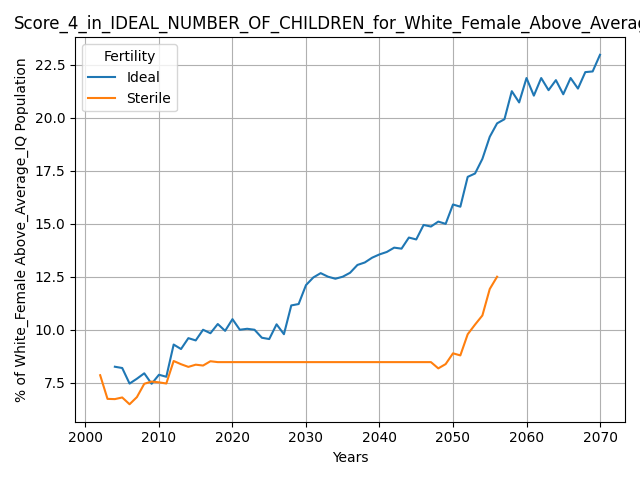 Score_4_in_IDEAL_NUMBER_OF_CHILDREN_for_White_Female_Above_Averag
Fertility
Ideal
Sterile
% of White_Female Above_Average_IQ Population
22.5
20.0
17.5
15.0
12.5
10.0
7.5
2000 2010 2020 2030 2040 2050 2060 2070
Years